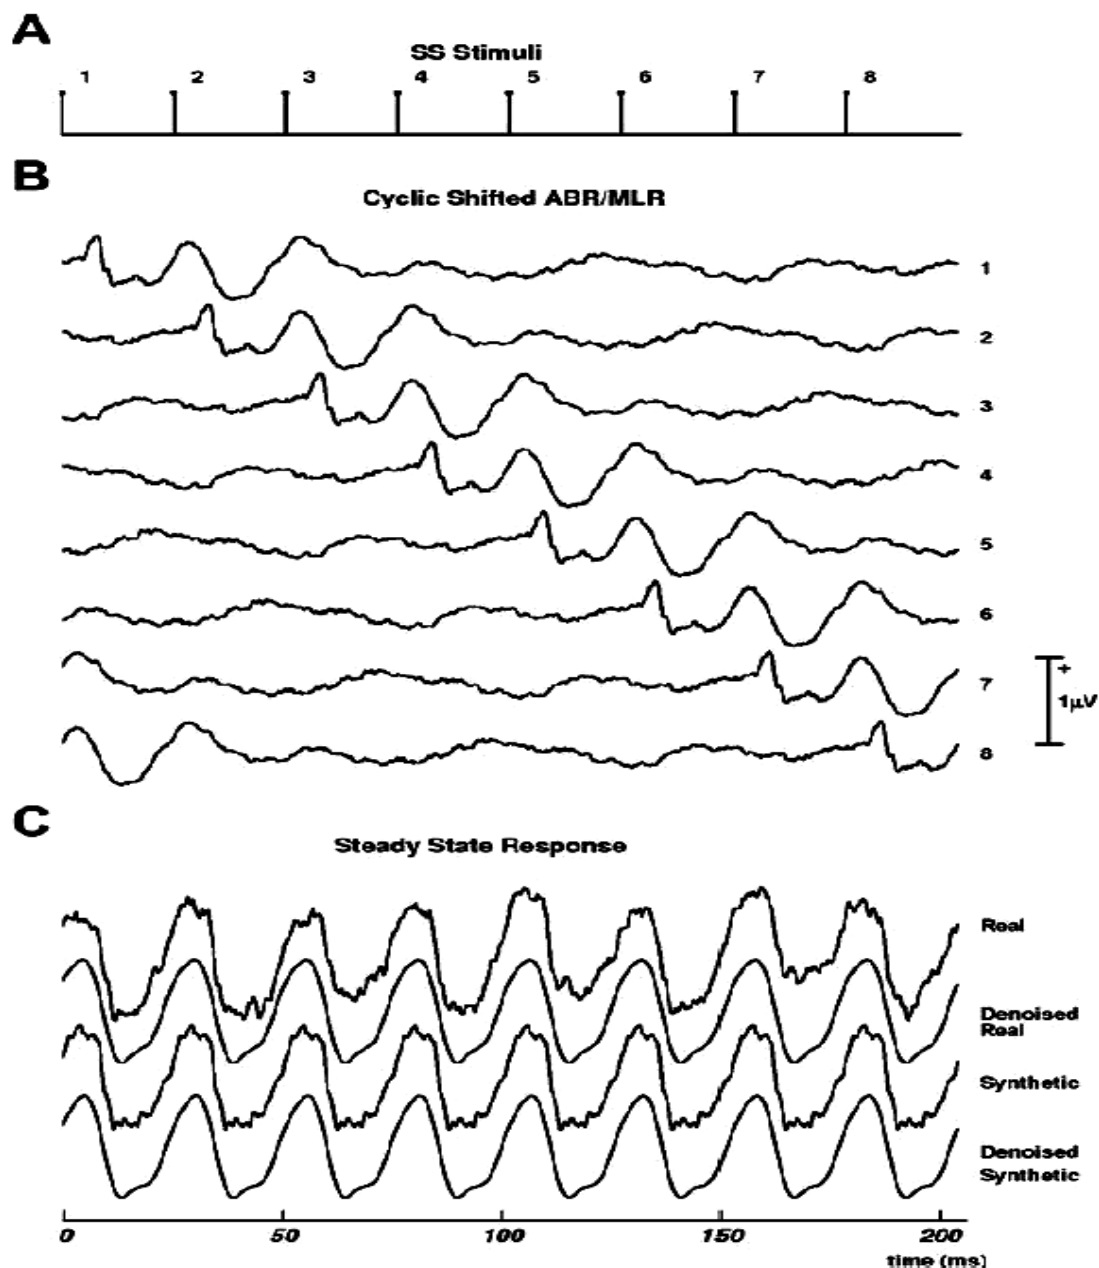 A
SS Stimuli
1 2 3 4 5 6 7 8
B
Cyclic Shifted ABR/MLR
1
2
3
4
5
6
7
8
+
1µV
C
Steady State Response
Real
Denoised
Real
Synthetic
Denoised
Synthetic
0 50 100 150 200
time (ms)